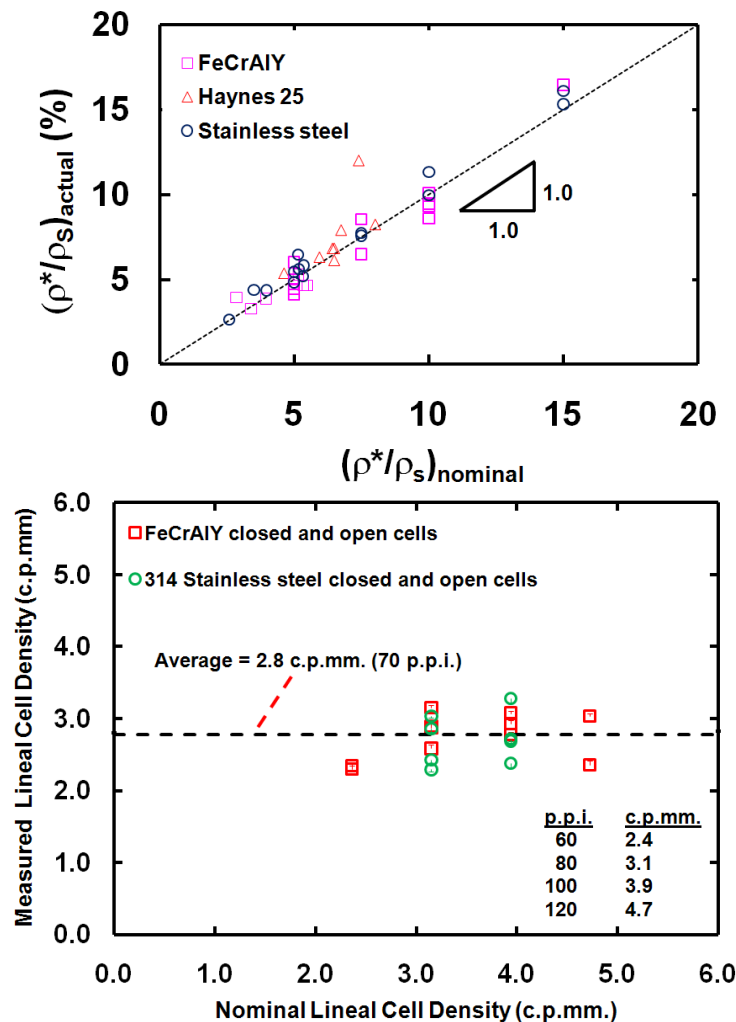 20
15
10
5
0
(ρ*/ρS)actual (%)
FeCrAlY
Haynes 25
Stainless steel
1.0
1.0
0 5 10 15 20
(ρ*/ρs)nominal
6.0
5.0
4.0
3.0
2.0
1.0
0.0
Measured Lineal Cell Density (c.p.mm)
FeCrAlY closed and open cells
314 Stainless steel closed and open cells
Average = 2.8 c.p.mm. (70 p.p.i.)
p.p.i. c.p.mm.
60 2.4
80 3.1
100 3.9
120 4.7
0.0 1.0 2.0 3.0 4.0 5.0 6.0
Nominal Lineal Cell Density (c.p.mm.)